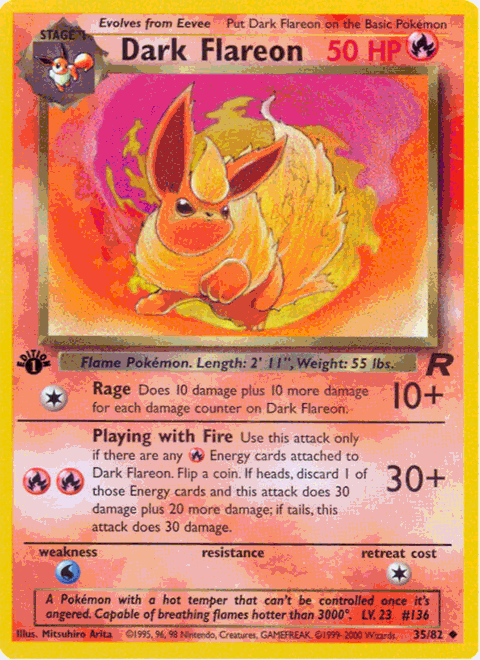 Evolves from Eevee Put Dark Flareon on the Basic Pokémon
STAGE 1
Dark Flareon 50 HP
EDITION
1
Flame Pokémon. Length: 2' 11", Weight: 55 lbs.
R
Rage Does 10 damage plus 10 more damage
for each damage counter on Dark Flareon.
10+
Playing with Fire Use this attack only
if there are any Energy cards attached to
Dark Flareon. Flip a coin. If heads, discard 1 of
those Energy cards and this attack does 30
damage plus 20 more damage; if tails, this
attack does 30 damage.
30+
weakness resistance retreat cost
A Pokémon with a hot temper that can't be controlled once it's
angered. Capable of breathing flames hotter than 3000°. LV. 23 #136
Illus. Mitsuhiro Arita ©1995, 96, 98 Nintendo, Creatures, GAMEFREAK. ©1999-2000 Wizards. 35/82